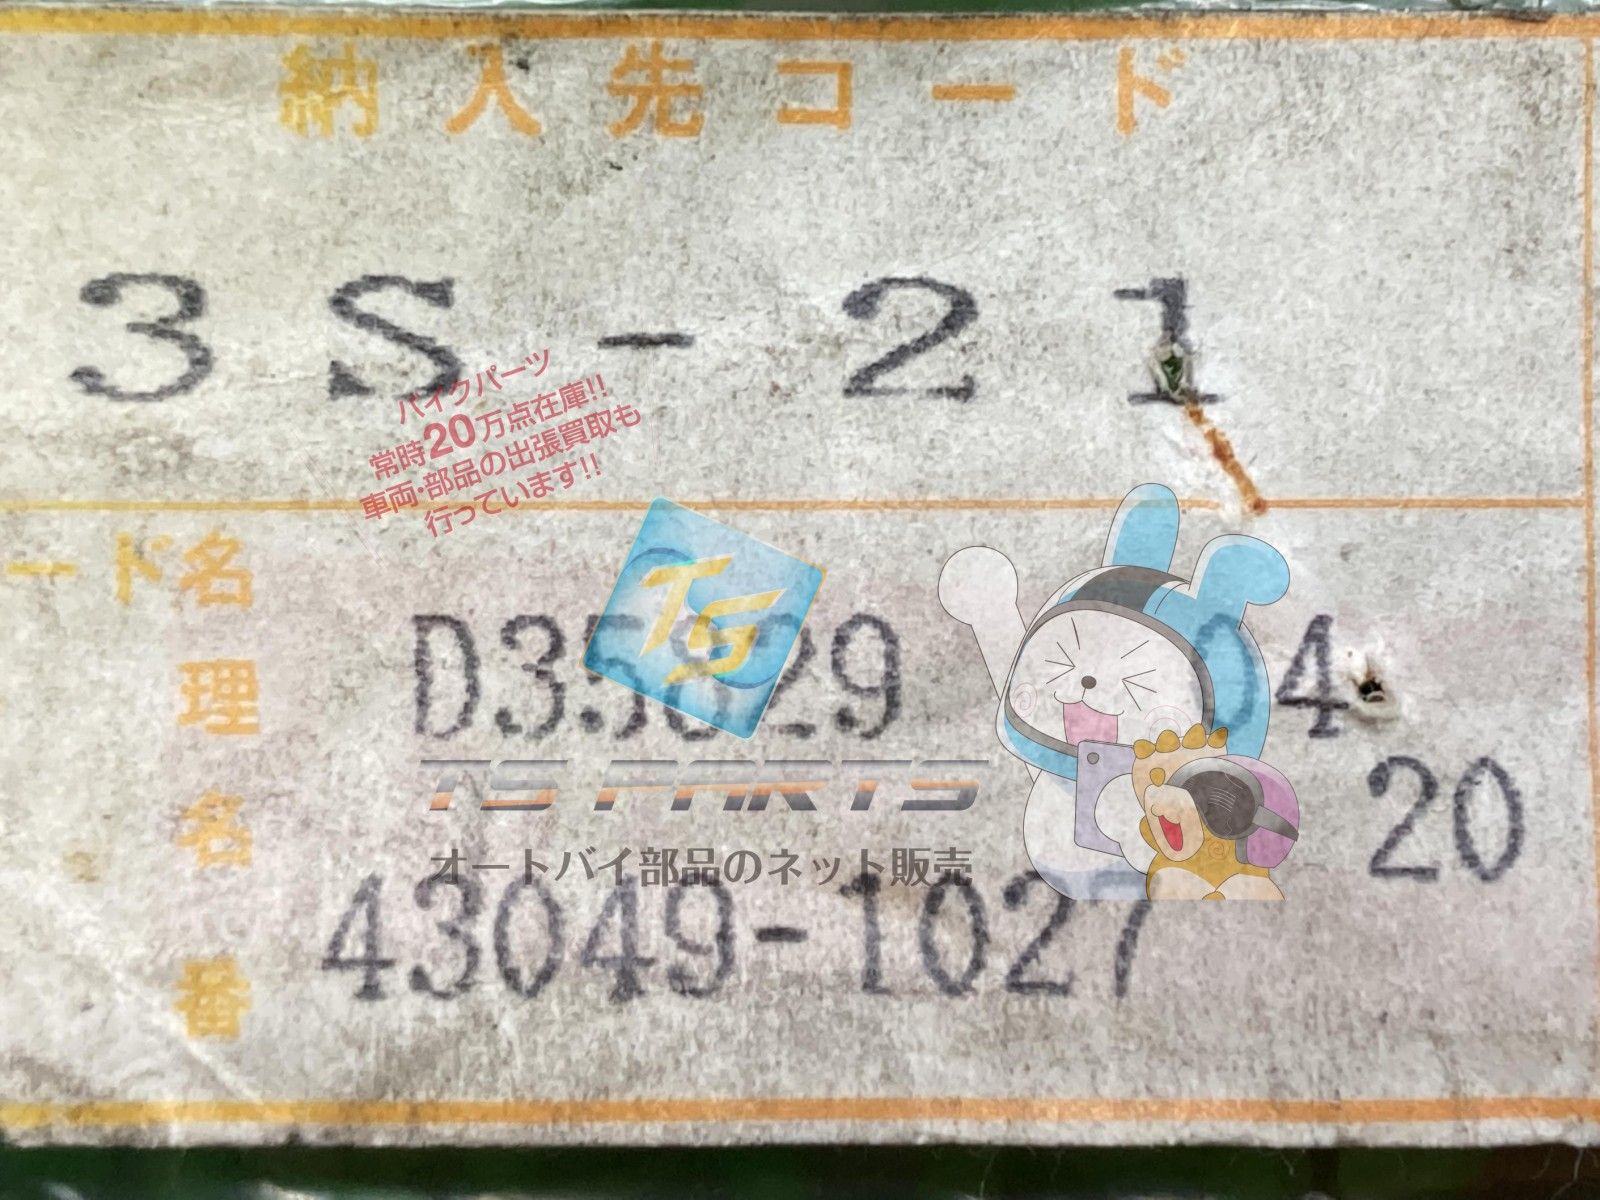 納入先コード
3S-21
バイクパーツ
常時20万点在庫!!
車両・部品の出張買取も
行っています!!
ード
名理名番
TS
D35829 04
20
TS PARTS
オートバイ部品のネット販売
43049-1027